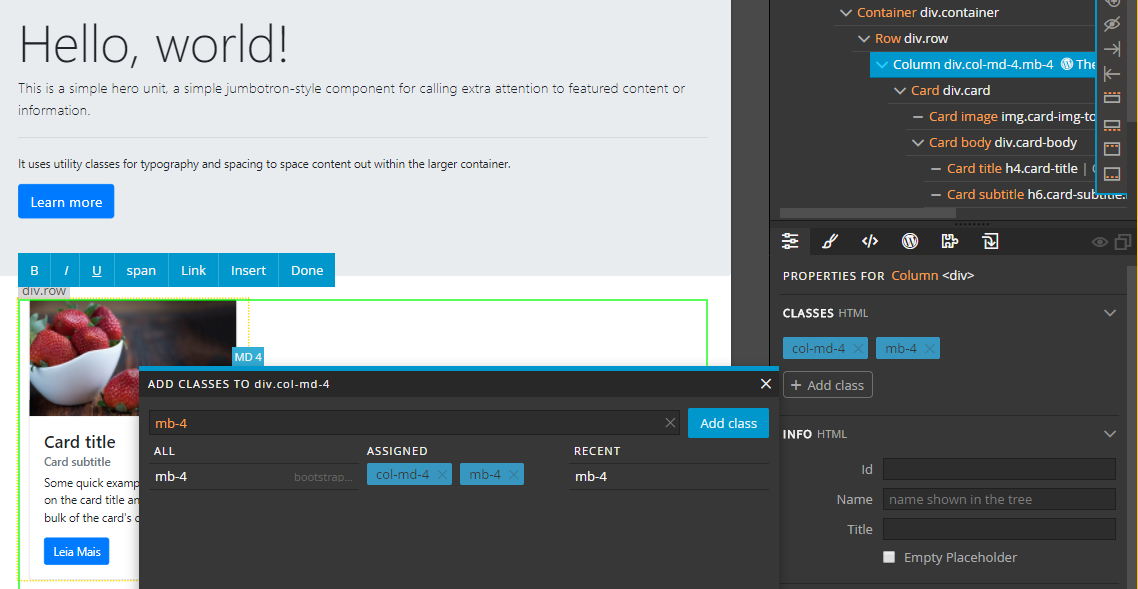 Hello, world!
This is a simple hero unit, a simple jumbotron-style component for calling extra attention to featured content or
information.
It uses utility classes for typography and spacing to space content out within the larger container.
Learn more
B I U span Link Insert Done
div.row
MD 4
Card title
Card subtitle
Some quick examp
on the card title an
bulk of the card's
Leia Mais
ADD CLASSES TO div.col-md-4
mb-4
Add class
ALL
mb-4 bootstrap...
ASSIGNED
col-md-4 mb-4
RECENT
mb-4
Container div.container
Row div.row
Column div.col-md-4.mb-4 The
Card div.card
Card image img.card-img-to
Card body div.card-body
Card title h4.card-title |
Card subtitle h6.card-subtitle.
PROPERTIES FOR Column <div>
CLASSES HTML
col-md-4 mb-4
+ Add class
INFO HTML
Id
Name name shown in the tree
Title
Empty Placeholder